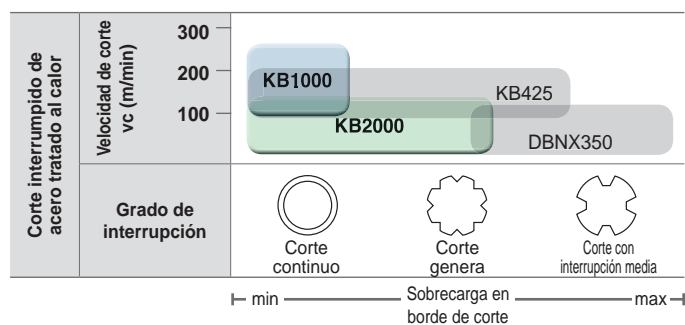 Corte interrumpido de
acero tratado al calor
Velocidad de corte
vc (m/min)
300
200
100
KB1000
KB425
KB2000
DBNX350
Grado de
interrupción
Corte
continuo
Corte
genera
Corte con
interrupción media
min
Sobrecarga en
borde de corte
max